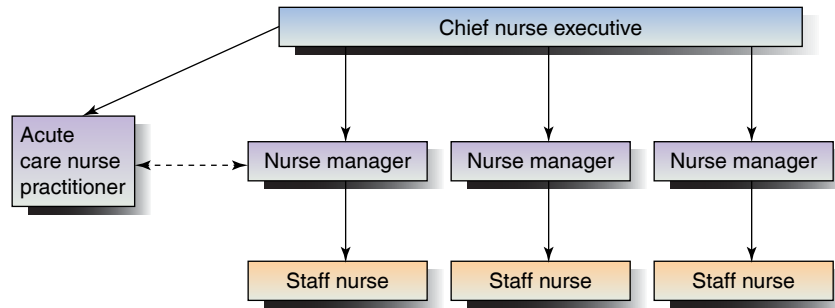 Chief nurse executive
Acute
care nurse
practitioner
Nurse manager
Nurse manager
Nurse manager
Staff nurse
Staff nurse
Staff nurse